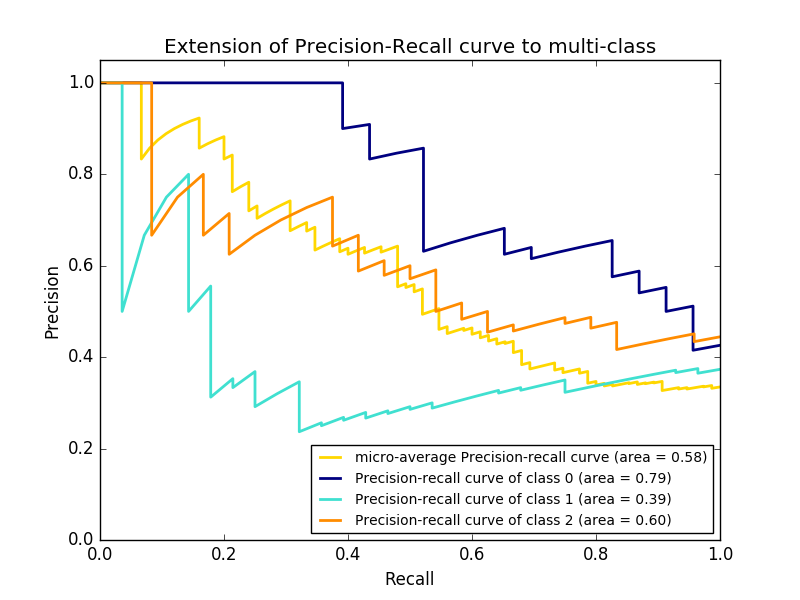 Extension of Precision-Recall curve to multi-class
1.0
0.8
0.6
0.4
0.2
0.0
Precision
micro-average Precision-recall curve (area = 0.58)
Precision-recall curve of class 0 (area = 0.79)
Precision-recall curve of class 1 (area = 0.39)
Precision-recall curve of class 2 (area = 0.60)
0.0 0.2 0.4 0.6 0.8 1.0
Recall